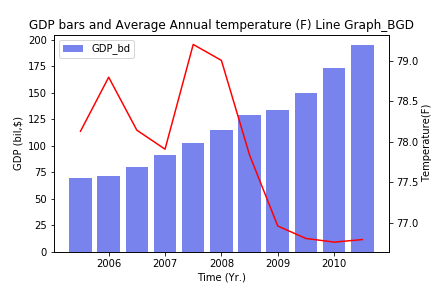 GDP bars and Average Annual temperature (F) Line Graph_BGD
GDP_bd
GDP (bil,$)
200
175
150
125
100
75
50
25
0
79.0
78.5
78.0
77.5
77.0
Temperature(F)
2006 2007 2008 2009 2010
Time (Yr.)